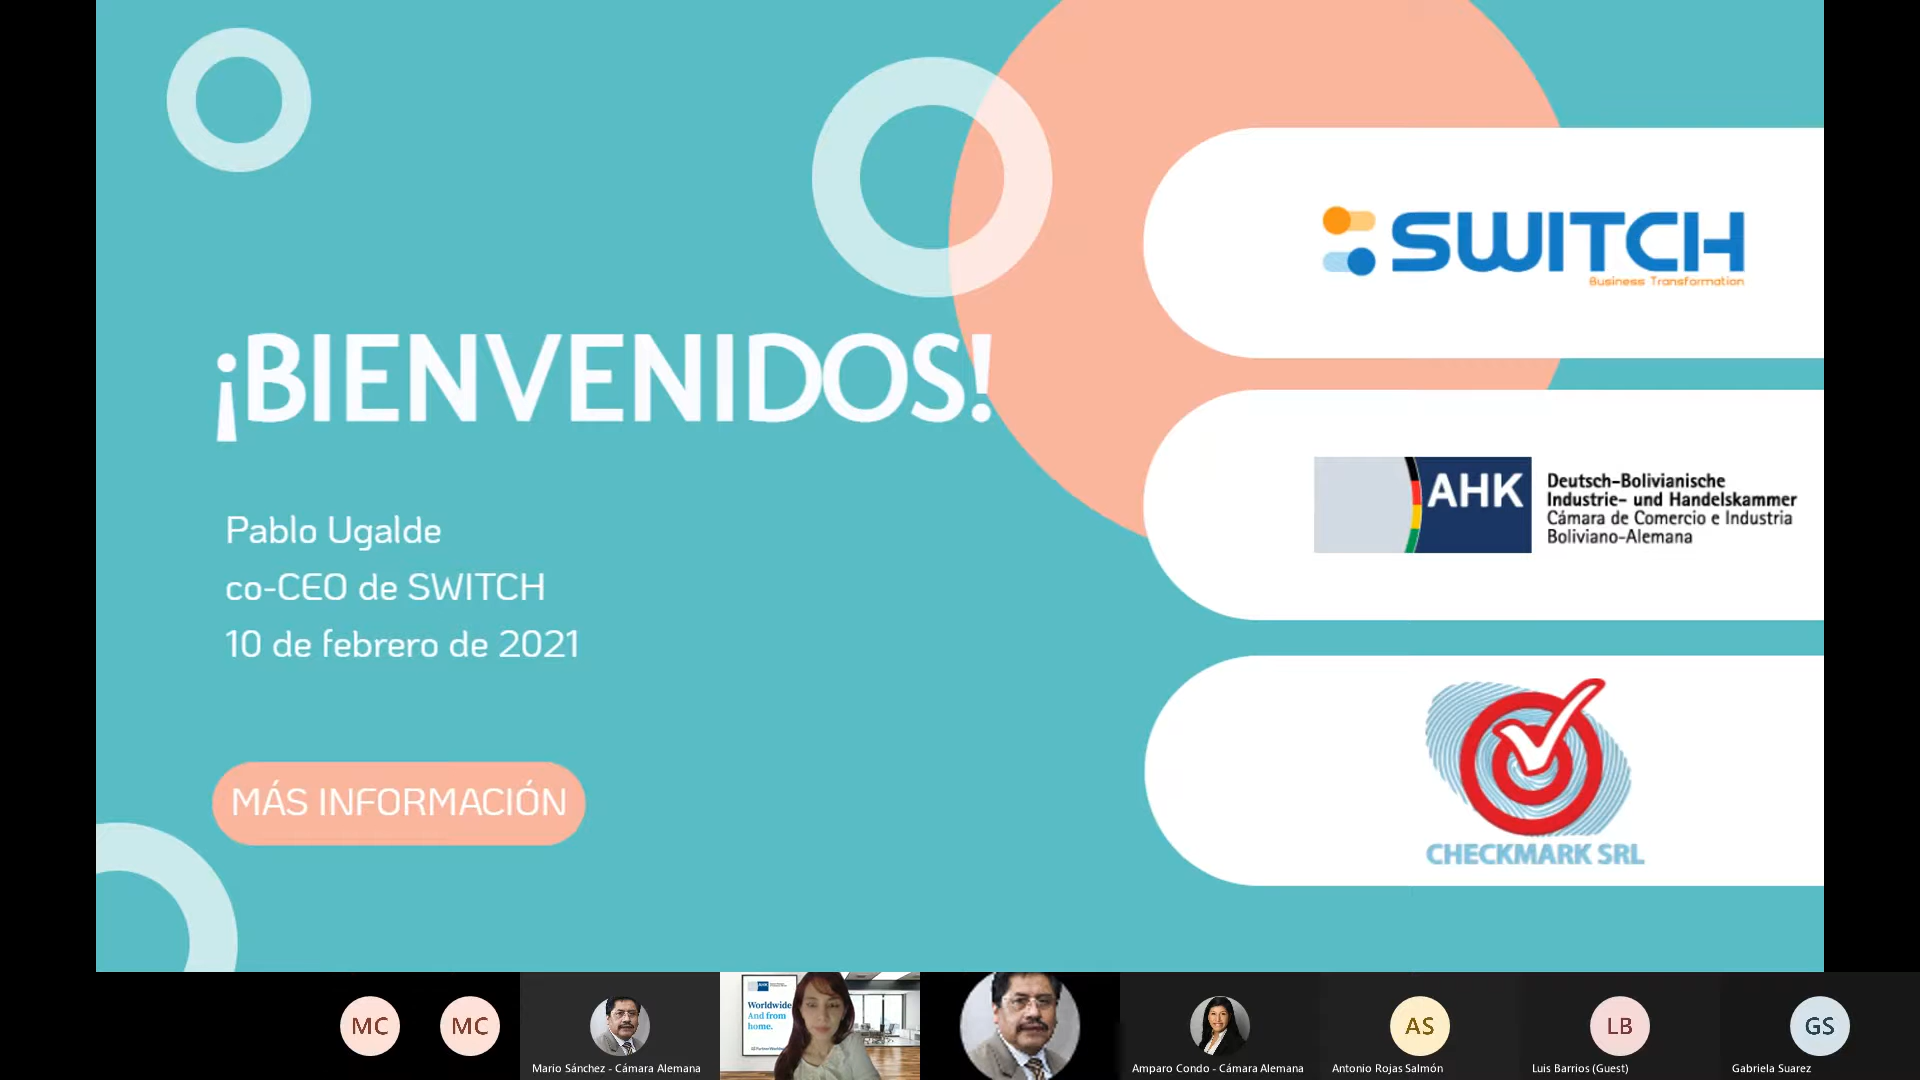 SWITCH
Business Transformation
¡BIENVENIDOS!
Pablo Ugalde
co-CEO de SWITCH
10 de febrero de 2021
MÁS INFORMACIÓN
AHK
Deutsch-Bolivianische
Industrie- und Handelskammer
Cámara de Comercio e Industria
Boliviano-Alemana
CHECKMARK SRL
MC
MC
Mario Sánchez - Cámara Alemana
AHK
Worldwide
And from
home.
Amparo Condo - Cámara Alemana
AS
Antonio Rojas Salmón
LB
Luis Barrios (Guest)
GS
Gabriela Suarez